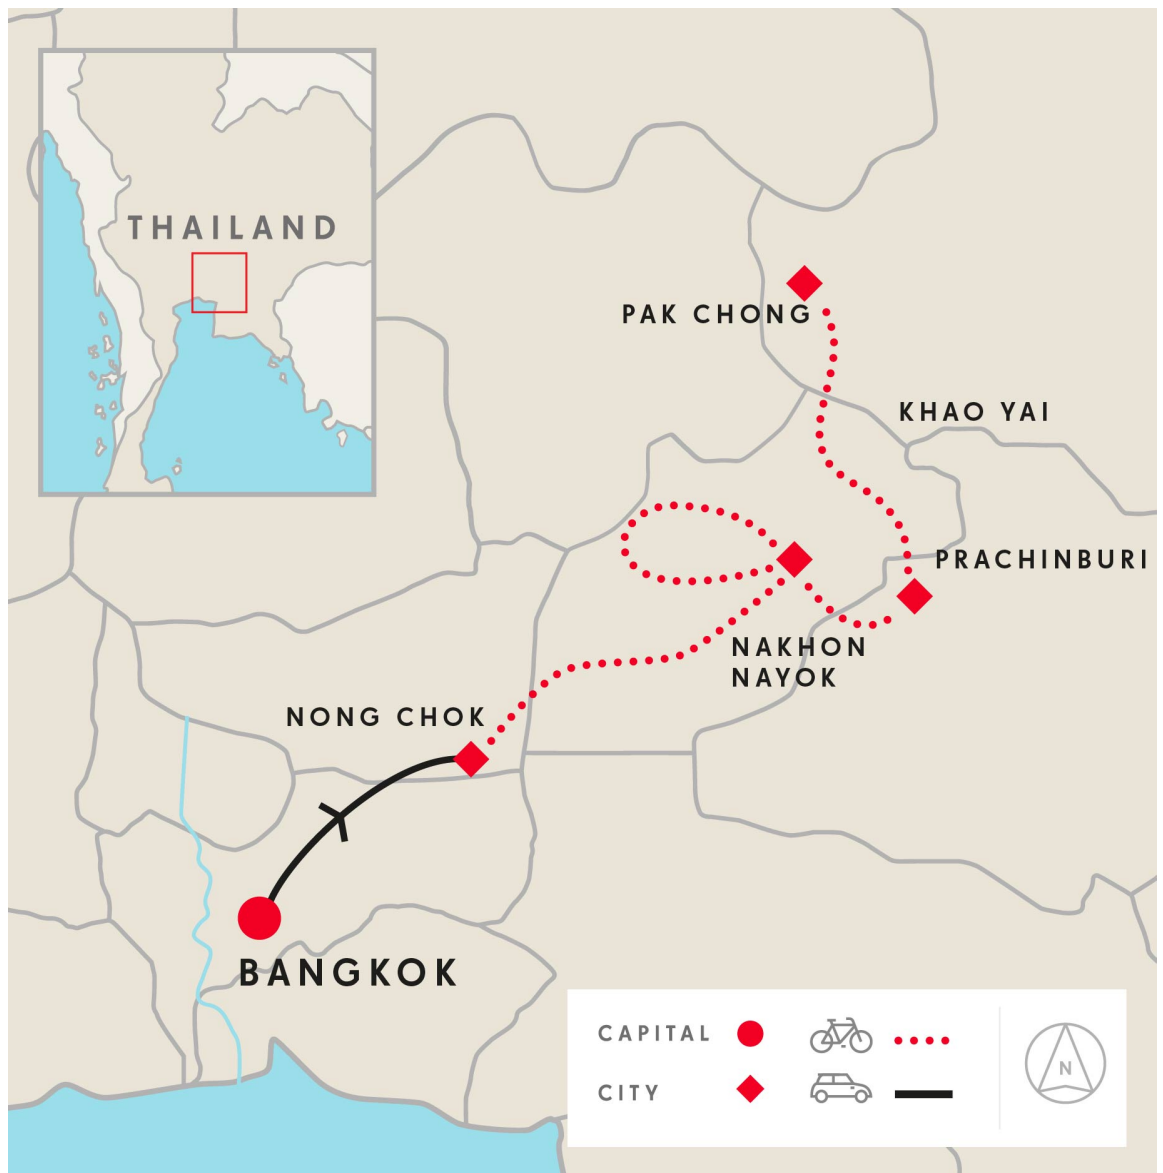 THAILAND
PAK CHONG
KHAO YAI
PRACHINBURI
NAKHON
NAYOK
NONG CHOK
BANGKOK
CAPITAL
CITY
N